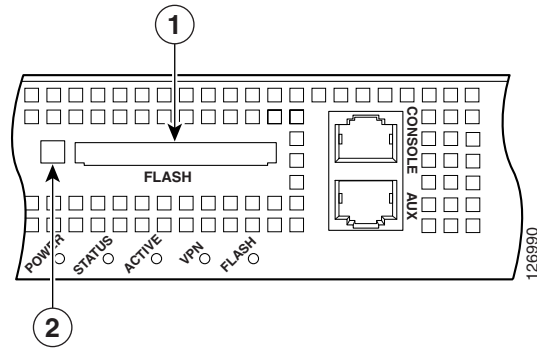 1
FLASH
CONSOLE
AUX
POWER
STATUS
ACTIVE
VPN
FLASH
2
126990